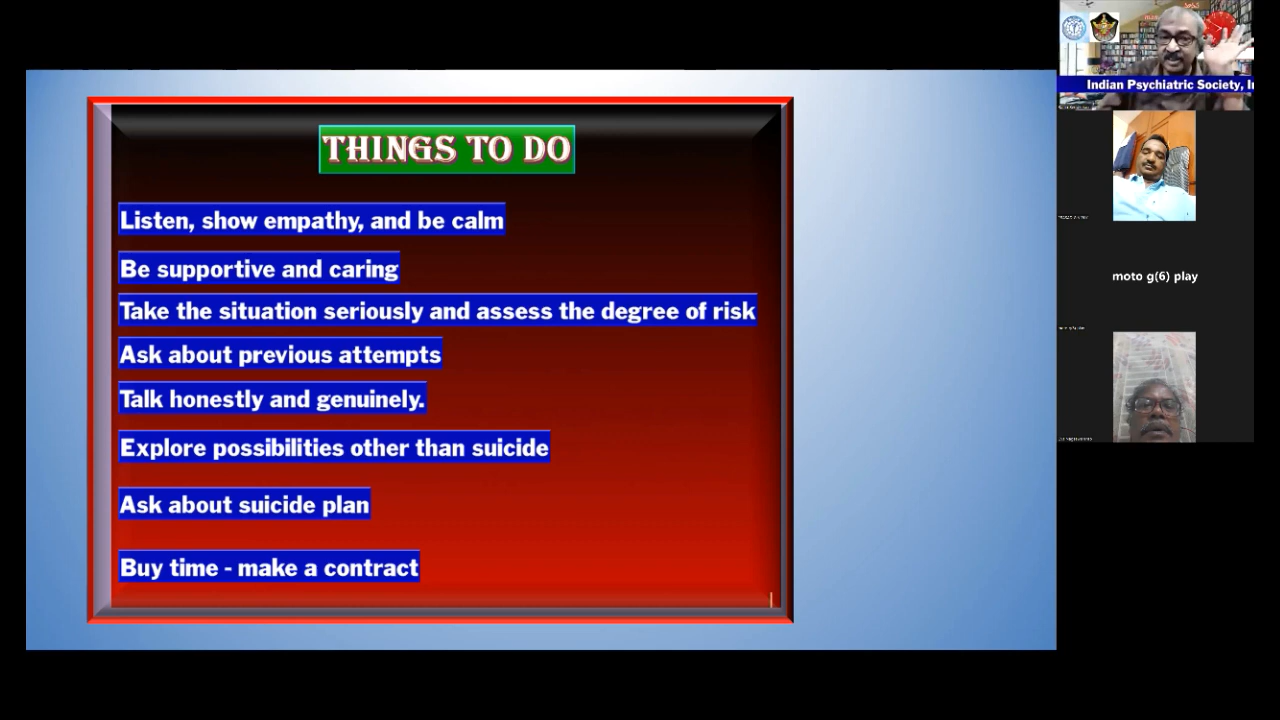 THINGS TO DO
Listen, show empathy, and be calm
Be supportive and caring
Take the situation seriously and assess the degree of risk
Ask about previous attempts
Talk honestly and genuinely.
Explore possibilities other than suicide
Ask about suicide plan
Buy time - make a contract
Indian Psychiatric Society, I
moto g(6) play